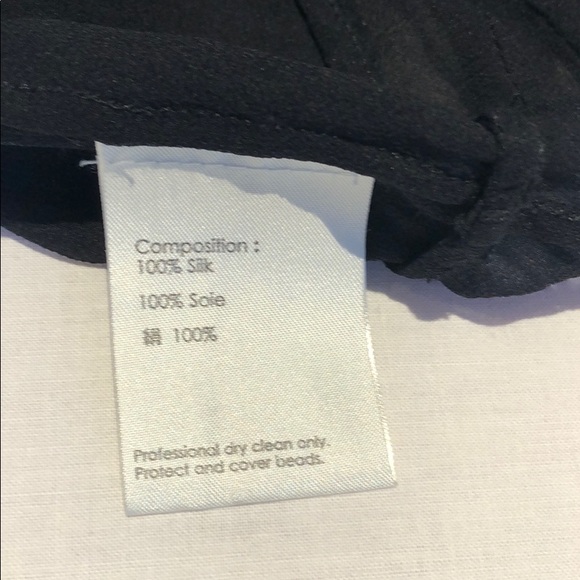 Composition :
100% Silk
100% Soie
絹 100%
Professional dry clean only.
Protect and cover beads.